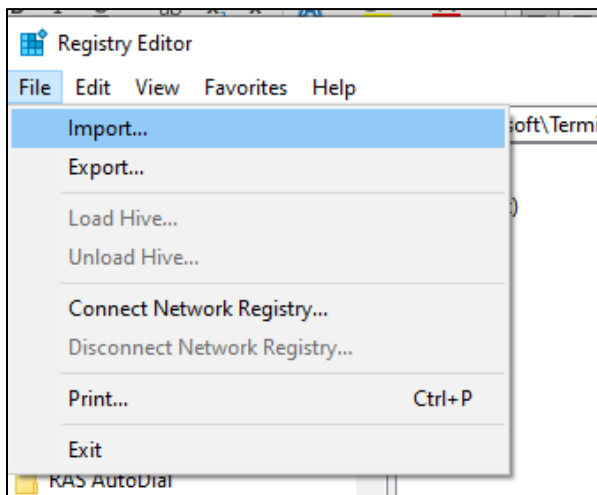 Registry Editor
File Edit View Favorites Help
Import...
soft\Termi
Export...
Load Hive...
Unload Hive...
Connect Network Registry...
Disconnect Network Registry...
Print... Ctrl+P
Exit
RAS AutoDial